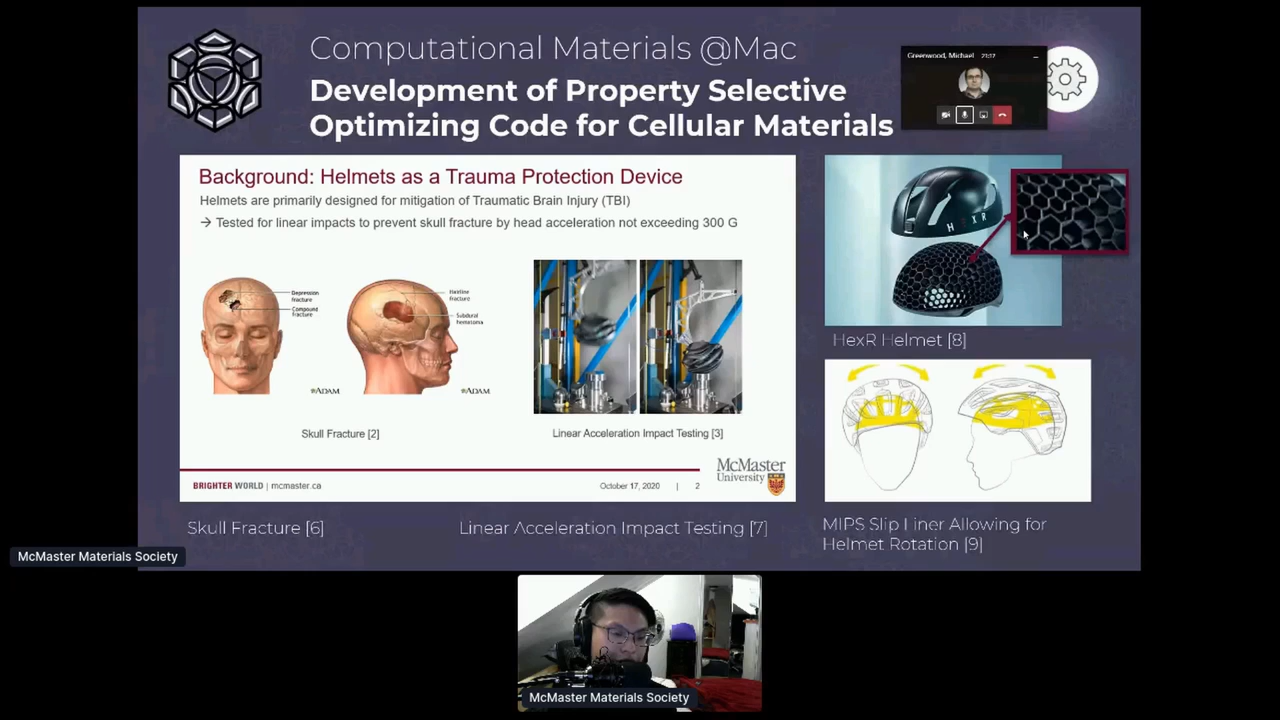 Computational Materials @Mac
Development of Property Selective
Optimizing Code for Cellular Materials
Greenwood, Michael
Background: Helmets as a Trauma Protection Device
Helmets are primarily designed for mitigation of Traumatic Brain Injury (TBI)
→ Tested for linear impacts to prevent skull fracture by head acceleration not exceeding 300 G
Depression
fracture
Compound
fracture
Hairline
fracture
Subdural
hematoma
ADAM
ADAM
Skull Fracture [2]
Linear Acceleration Impact Testing [3]
BRIGHTER WORLD | mcmaster.ca
October 17, 2020 | 2
McMaster
University
HEXR
HexR Helmet [8]
MIPS Slip Liner Allowing for
Helmet Rotation [9]
Skull Fracture [6]
Linear Acceleration Impact Testing [7]
McMaster Materials Society
McMaster Materials Society